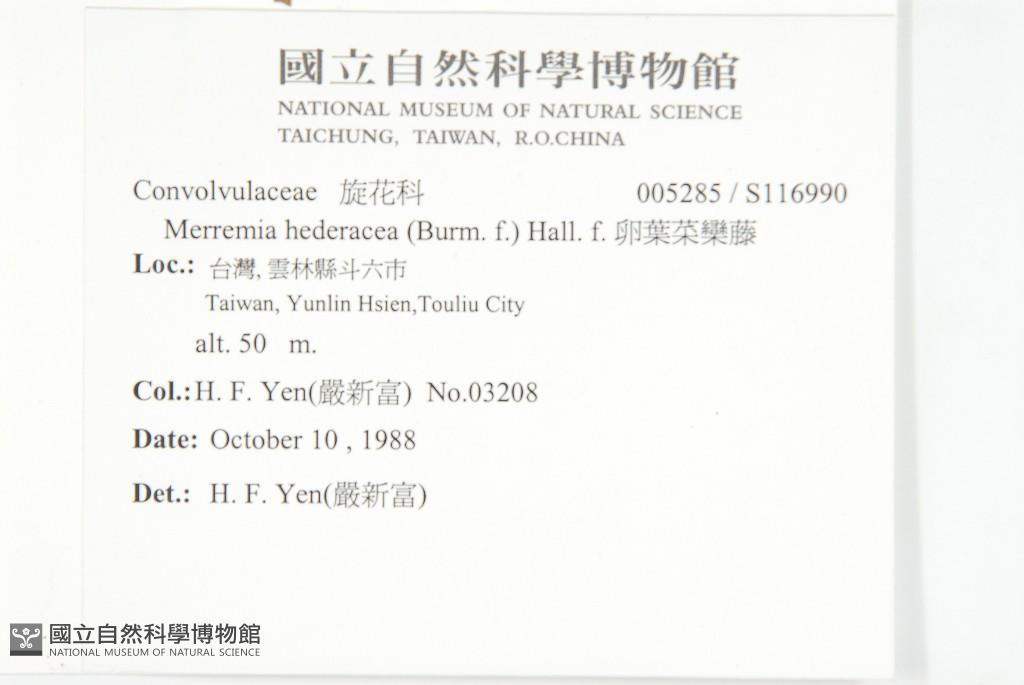 國立自然科學博物館
NATIONAL MUSEUM OF NATURAL SCIENCE
TAICHUNG, TAIWAN, R.O.CHINA
Convolvulaceae 旋花科 005285 / S116990
Merremia hederacea (Burm. f.) Hall. f. 卵葉菜欒藤
Loc.: 台灣, 雲林縣斗六市
Taiwan, Yunlin Hsien,Touliu City
alt. 50 m.
Col.:H. F. Yen(嚴新富) No.03208
Date: October 10 , 1988
Det.: H. F. Yen(嚴新富)
國立自然科學博物館
NATIONAL MUSEUM OF NATURAL SCIENCE